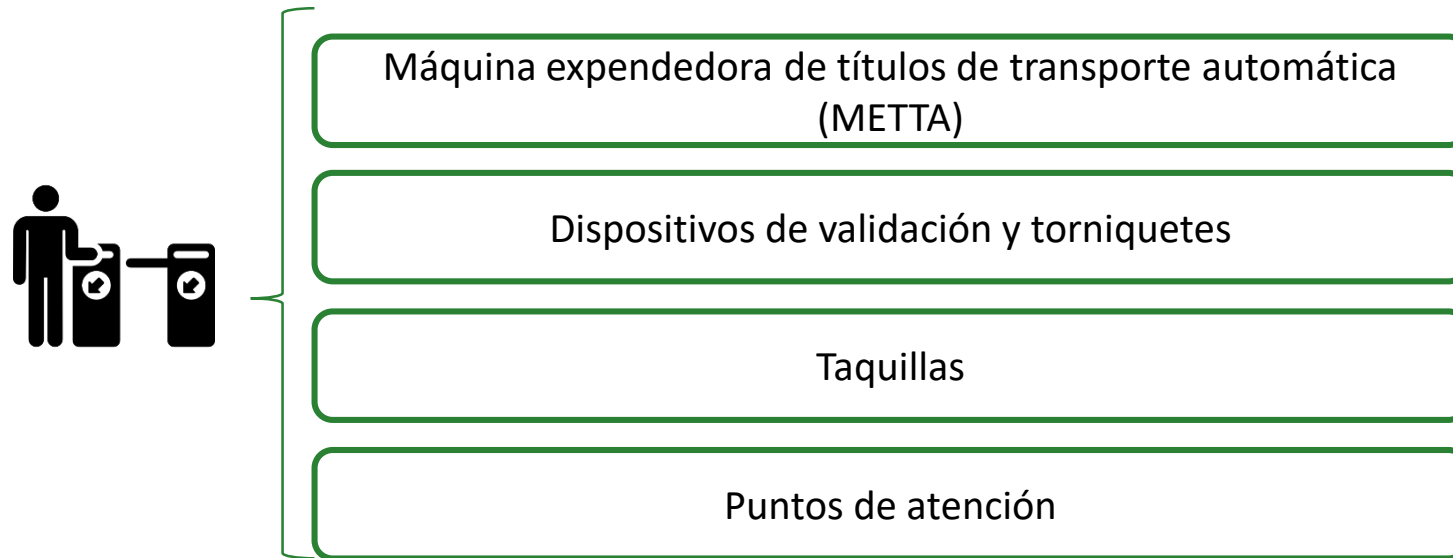 Máquina expendedora de títulos de transporte automática
(METTA)
Dispositivos de validación y torniquetes
Taquillas
Puntos de atención